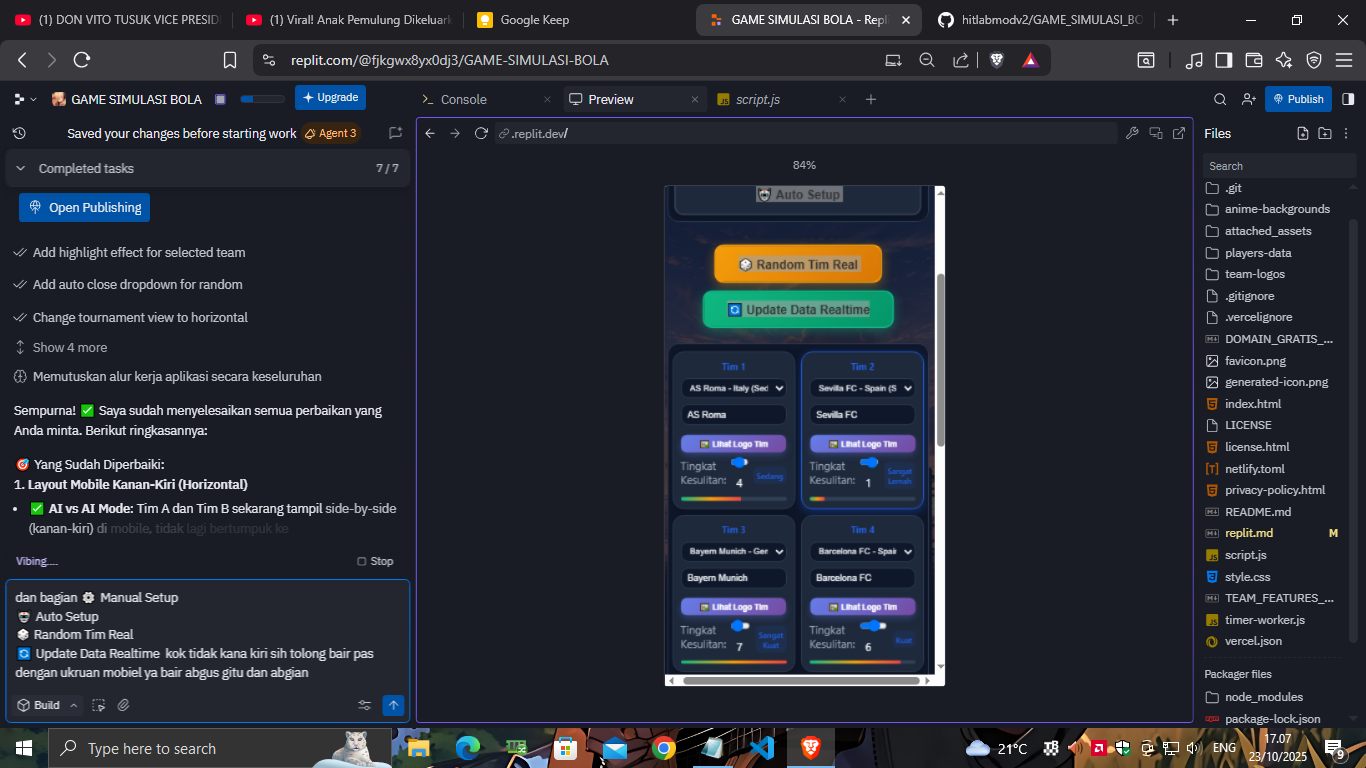 (1) DON VITO TUSUK VICE PRESID
(1) Viral! Anak Pemulung Dikeluark
Google Keep
GAME SIMULASI BOLA - Repli
hitlabmodv2/GAME_SIMULASI_BO
replit.com/@fjkgwx8yx0dj3/GAME-SIMULASI-BOLA
GAME SIMULASI BOLA
Upgrade
Console
Preview
script.js
Publish
Saved your changes before starting work
Agent 3
.replit.dev/
Files
Completed tasks
7 / 7
84%
Search
Open Publishing
Add highlight effect for selected team
Add auto close dropdown for random
Change tournament view to horizontal
Show 4 more
Memutuskan alur kerja aplikasi secara keseluruhan
Sempurna! ✅ Saya sudah menyelesaikan semua perbaikan yang
Anda minta. Berikut ringkasannya:
🎯 Yang Sudah Diperbaiki:
1. Layout Mobile Kanan-Kiri (Horizontal)
• ✅ AI vs AI Mode: Tim A dan Tim B sekarang tampil side-by-side
(kanan-kiri) di mobile, tidak lagi bertumpuk ke
Vibing....
Stop
dan bagian ⚙️ Manual Setup
🤖 Auto Setup
🎲 Random Tim Real
🔄 Update Data Realtime kok tidak kana kiri sih tolong bair pas
dengan ukruan mobiel ya bair abgus gitu dan abgian
Build
🤖 Auto Setup
🎲 Random Tim Real
🔄 Update Data Realtime
Tim 1
AS Roma - Italy (Sed
AS Roma
Lihat Logo Tim
Tingkat
Kesulitan:
4
Sedang
Tim 2
Sevilla FC - Spain (S
Sevilla FC
Lihat Logo Tim
Tingkat
Kesulitan:
1
Sangat
Lemah
Tim 3
Bayern Munich - Ger
Bayern Munich
Lihat Logo Tim
Tingkat
Kesulitan:
7
Sangat
Kuat
Tim 4
Barcelona FC - Spain
Barcelona FC
Lihat Logo Tim
Tingkat
Kesulitan:
6
Kuat
.git
anime-backgrounds
attached_assets
players-data
team-logos
.gitignore
.vercelignore
DOMAIN_GRATIS_...
favicon.png
generated-icon.png
index.html
LICENSE
license.html
netlify.toml
privacy-policy.html
README.md
replit.md
M
script.js
style.css
TEAM_FEATURES_...
timer-worker.js
vercel.json
Packager files
node_modules
package-lock.json
Type here to search
21°C
ENG
17.07
23/10/2025
9